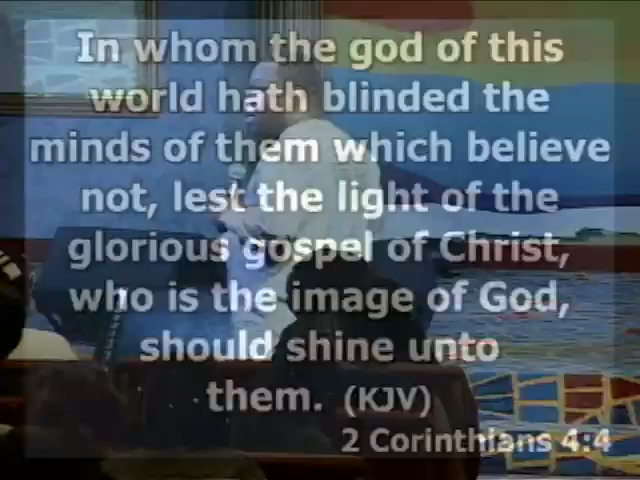 In whom the god of this
world hath blinded the
minds of them which believe
not, lest the light of the
glorious gospel of Christ,
who is the image of God,
should shine unto
them. (KJV)
2 Corinthians 4:4